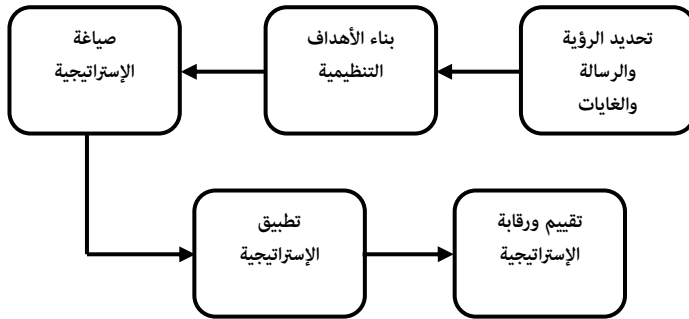 تحديد الرؤية
والرسالة
والغايات
بناء الأهداف
التنظيمية
صياغة
الإستراتيجية
تطبيق
الإستراتيجية
تقييم ورقابة
الإستراتيجية